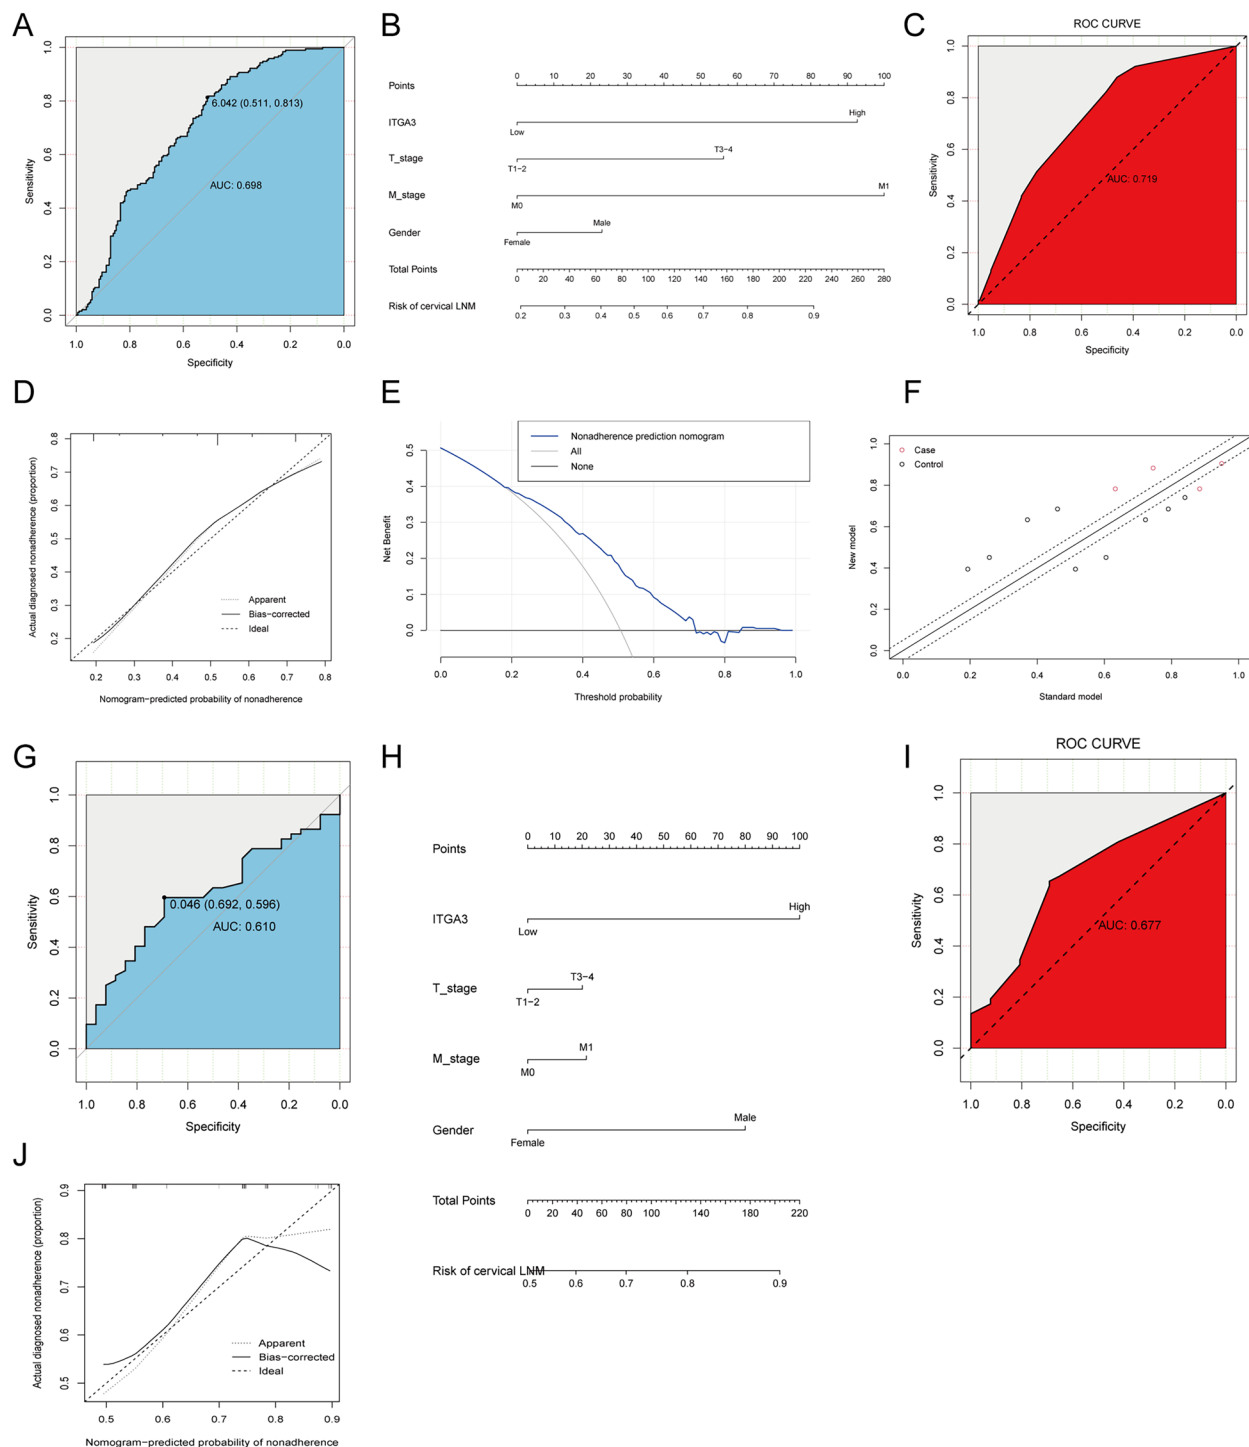 A
1.0
0.8
0.6
0.4
0.2
0.0
Sensitivity
6.042 (0.511, 0.813)
AUC: 0.698
1.0 0.8 0.6 0.4 0.2 0.0
Specificity
B
Points
0 10 20 30 40 50 60 70 80 90 100
ITGA3
Low
High
T_stage
T1-2
T3-4
M_stage
M0
M1
Gender
Female
Male
Total Points
0 20 40 60 80 100 120 140 160 180 200 220 240 260 280
Risk of cervical LNM
0.2 0.3 0.4 0.5 0.6 0.7 0.8 0.9
C
ROC CURVE
1.0
0.8
0.6
0.4
0.2
0.0
Sensitivity
AUC: 0.719
1.0 0.8 0.6 0.4 0.2 0.0
Specificity
D
0.8
0.7
0.6
0.5
0.4
0.3
0.2
Actual diagnosed nonadherence (proportion)
Apparent
Bias-corrected
Ideal
0.2 0.3 0.4 0.5 0.6 0.7 0.8
Nomogram-predicted probability of nonadherence
E
0.5
0.4
0.3
0.2
0.1
0.0
Net Benefit
Nonadherence prediction nomogram
All
None
0.0 0.2 0.4 0.6 0.8 1.0
Threshold probability
F
1.0
0.8
0.6
0.4
0.2
0.0
New model
Case
Control
0.0 0.2 0.4 0.6 0.8 1.0
Standard model
G
1.0
0.8
0.6
0.4
0.2
0.0
Sensitivity
0.046 (0.692, 0.596)
AUC: 0.610
1.0 0.8 0.6 0.4 0.2 0.0
Specificity
H
Points
0 10 20 30 40 50 60 70 80 90 100
ITGA3
Low
High
T_stage
T1-2
T3-4
M_stage
M0
M1
Gender
Female
Male
Total Points
0 20 40 60 80 100 140 180 220
Risk of cervical LNM
0.5 0.6 0.7 0.8 0.9
I
ROC CURVE
1.0
0.8
0.6
0.4
0.2
0.0
Sensitivity
AUC: 0.677
1.0 0.8 0.6 0.4 0.2 0.0
Specificity
J
0.9
0.8
0.7
0.6
0.5
Actual diagnosed nonadherence (proportion)
Apparent
Bias-corrected
Ideal
0.5 0.6 0.7 0.8 0.9
Nomogram-predicted probability of nonadherence